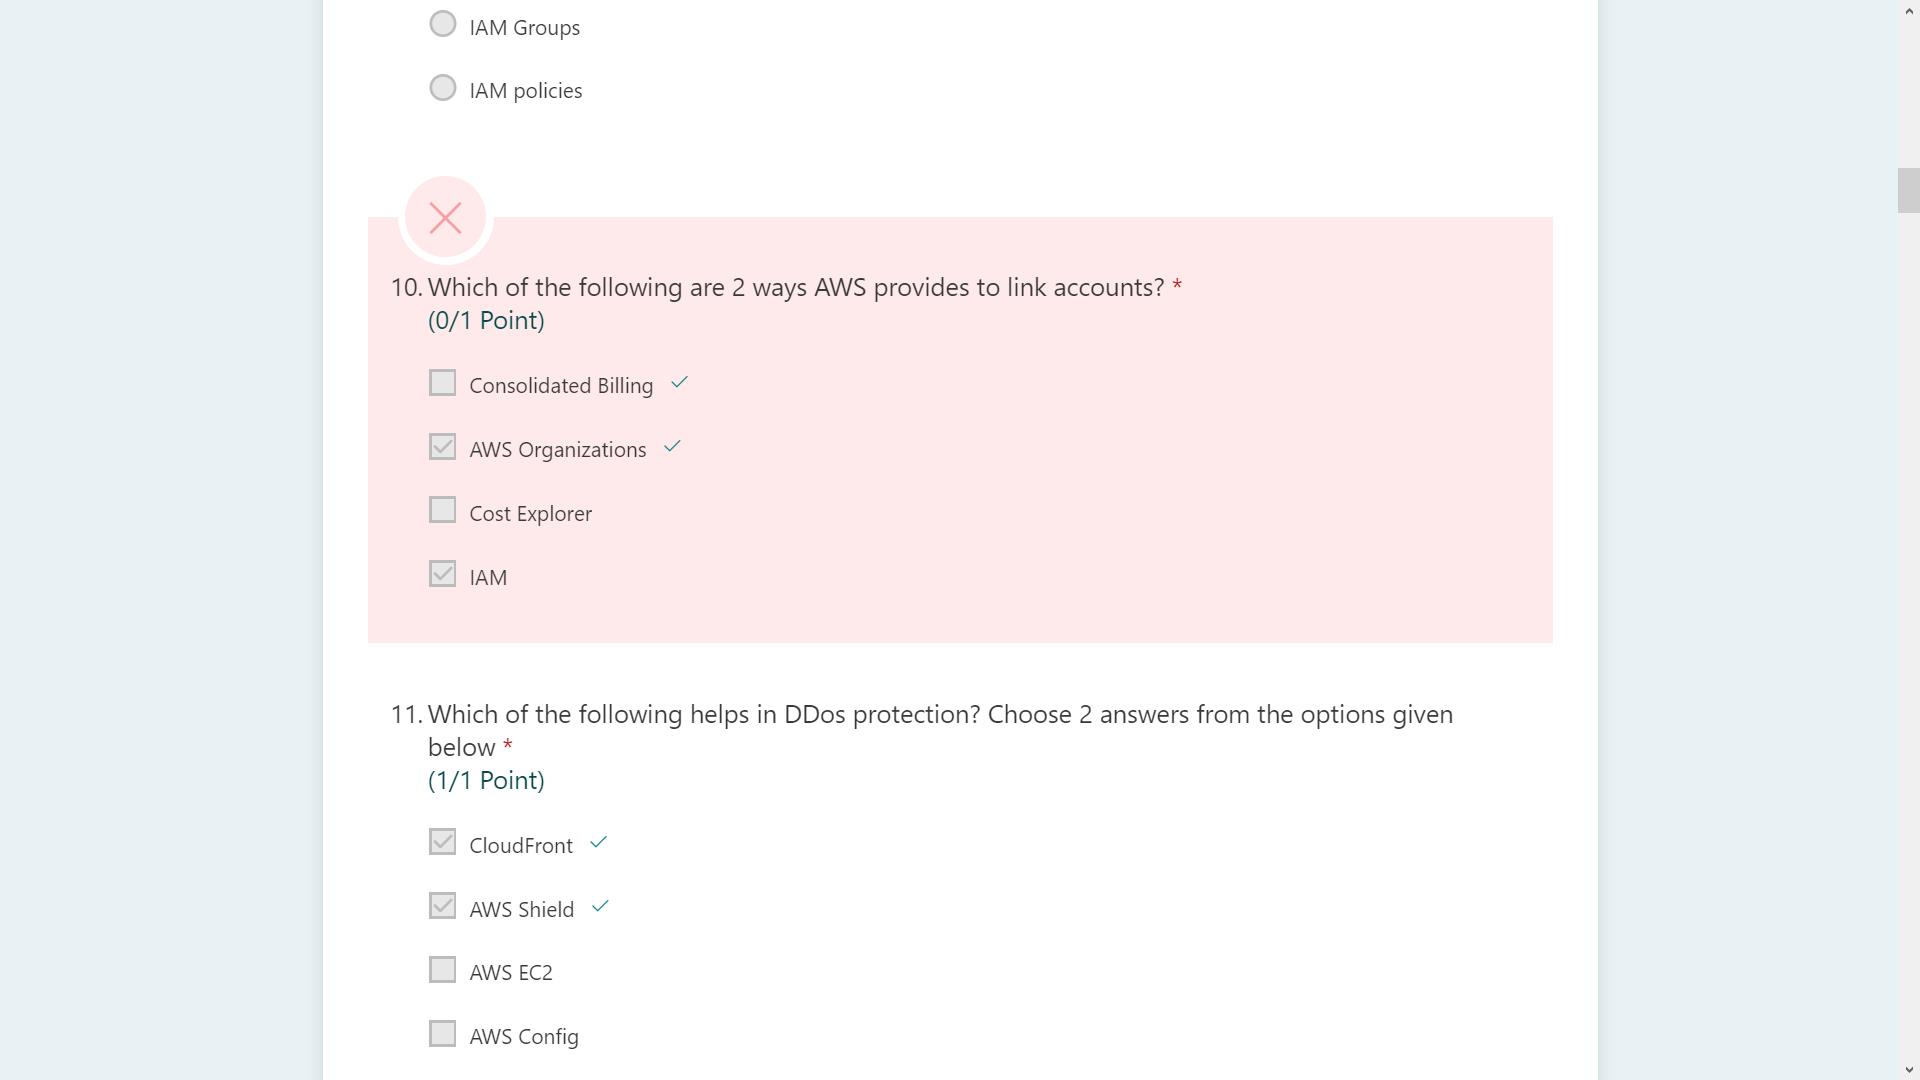 IAM Groups
IAM policies
10. Which of the following are 2 ways AWS provides to link accounts? *
(0/1 Point)
Consolidated Billing
AWS Organizations
Cost Explorer
IAM
11. Which of the following helps in DDos protection? Choose 2 answers from the options given
below *
(1/1 Point)
CloudFront
AWS Shield
AWS EC2
AWS Config